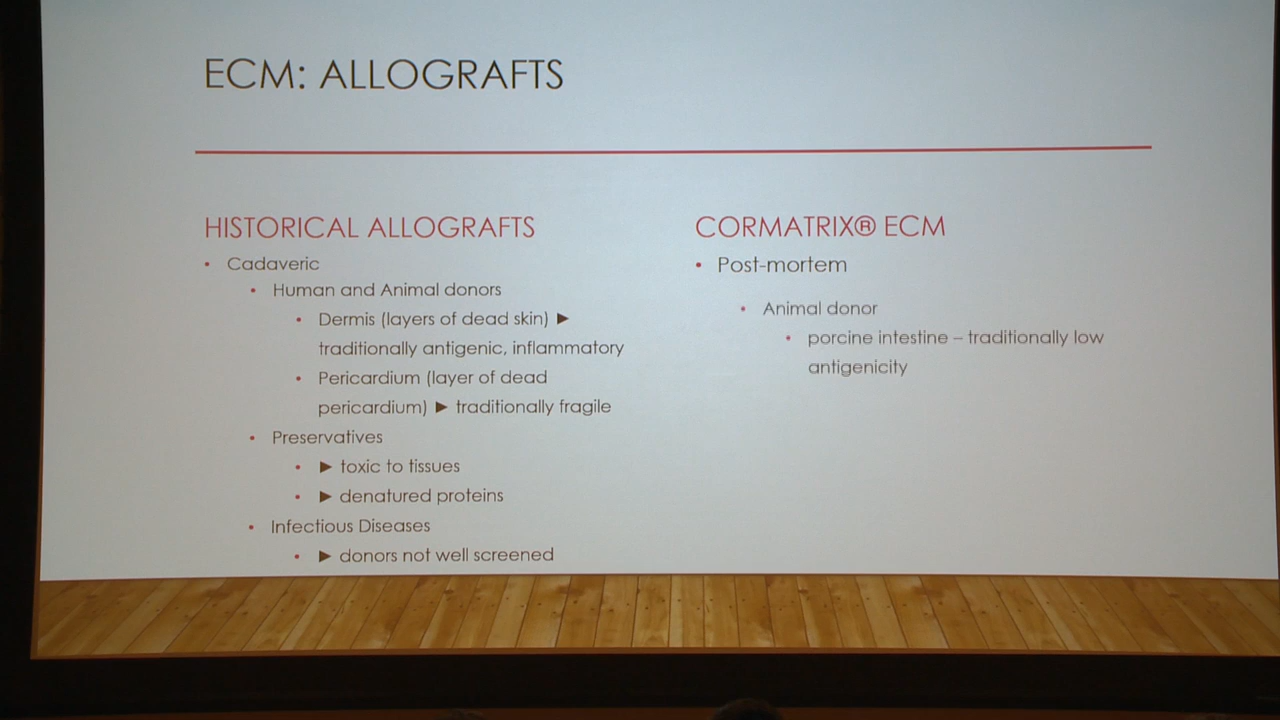 ECM: ALLOGRAFTS
HISTORICAL ALLOGRAFTS
• Cadaveric
• Human and Animal donors
• Dermis (layers of dead skin) ►
traditionally antigenic, inflammatory
• Pericardium (layer of dead
pericardium) ► traditionally fragile
• Preservatives
• ► toxic to tissues
• ► denatured proteins
• Infectious Diseases
• ► donors not well screened
CORMATRIX® ECM
• Post-mortem
• Animal donor
• porcine intestine – traditionally low
antigenicity